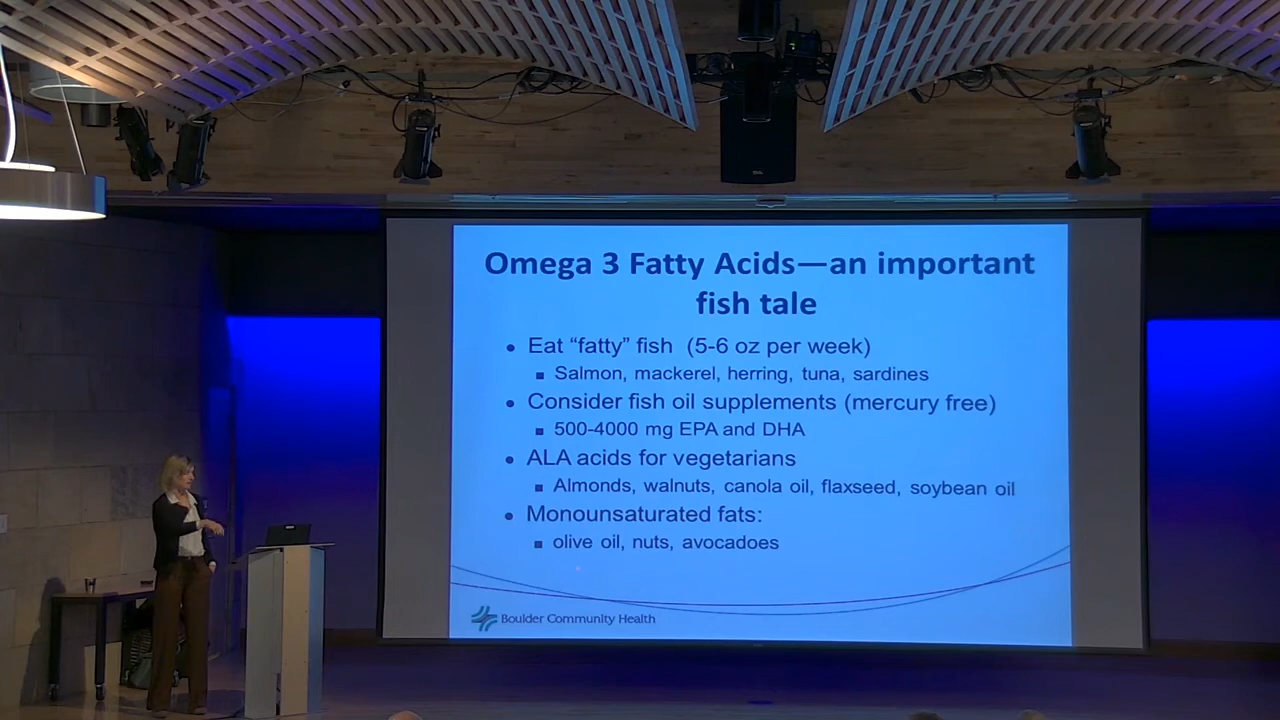 Omega 3 Fatty Acids—an important
fish tale
• Eat “fatty” fish (5-6 oz per week)
▪ Salmon, mackerel, herring, tuna, sardines
• Consider fish oil supplements (mercury free)
▪ 500-4000 mg EPA and DHA
• ALA acids for vegetarians
▪ Almonds, walnuts, canola oil, flaxseed, soybean oil
• Monounsaturated fats:
▪ olive oil, nuts, avocadoes
Boulder Community Health